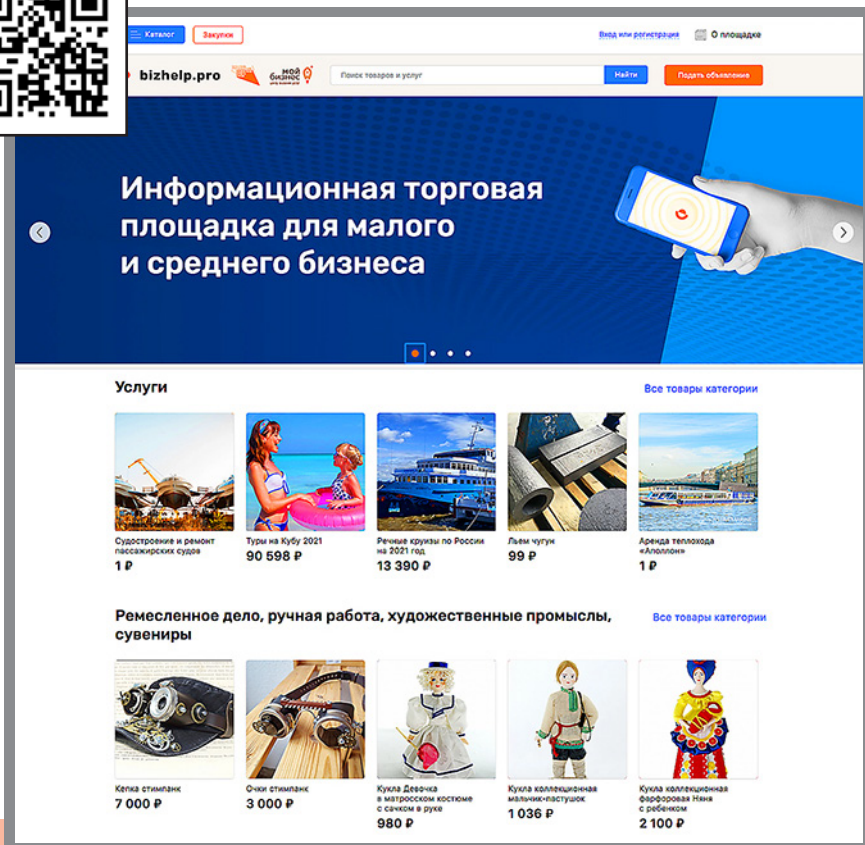 Каталог
Закупки
Вход или регистрация
О площадке
bizhelp.pro
мой бизнес
Поиск товаров и услуг
Найти
Подать объявление
Информационная торговая
площадка для малого
и среднего бизнеса
Услуги
Все товары категории
Судостроение и ремонт
пассажирских судов
1 ₽
Туры на Кубу 2021
90 598 ₽
Речные круизы по России
на 2021 год
13 390 ₽
Льем чугун
99 ₽
Аренда теплохода
«Аполлон»
1 ₽
Ремесленное дело, ручная работа, художественные промыслы,
сувениры
Все товары категории
Кепка стимпанк
7 000 ₽
Очки стимпанк
3 000 ₽
Кукла Девочка
в матросском костюме
с сачком в руке
980 ₽
Кукла коллекционная
мальчик-пастушок
1 036 ₽
Кукла коллекционная
фарфоровая Няня
с ребенком
2 100 ₽